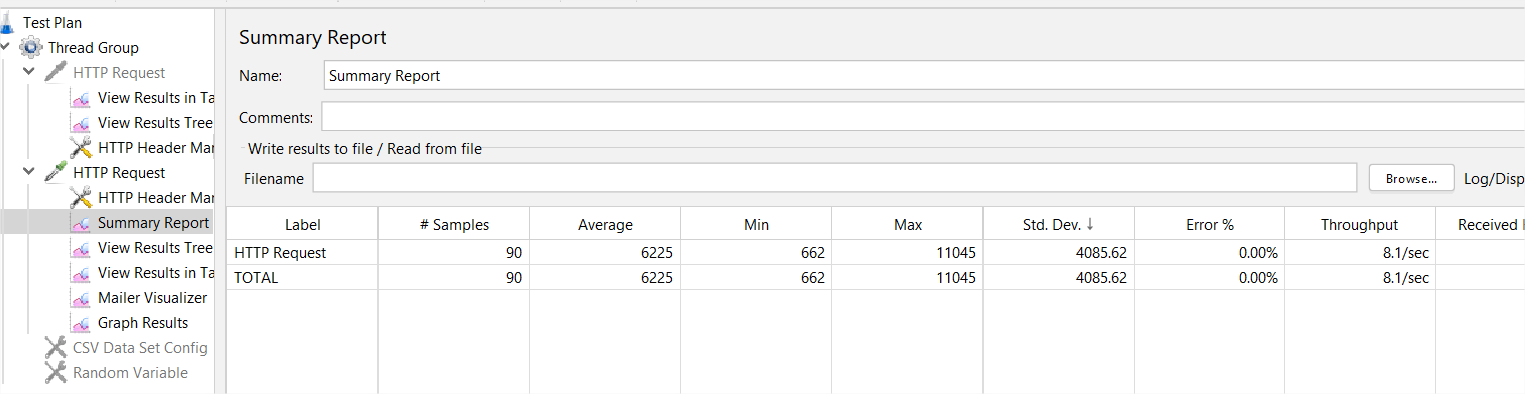 Test Plan
Thread Group
HTTP Request
View Results in Ta
View Results Tree
HTTP Header Mar
HTTP Request
HTTP Header Mar
Summary Report
View Results Tree
View Results in Ta
Mailer Visualizer
Graph Results
CSV Data Set Config
Random Variable
Summary Report
Name: Summary Report
Comments:
Write results to file / Read from file
Filename Browse... Log/Disp
Label # Samples Average Min Max Std. Dev. ↓ Error % Throughput Received
HTTP Request 90 6225 662 11045 4085.62 0.00% 8.1/sec
TOTAL 90 6225 662 11045 4085.62 0.00% 8.1/sec